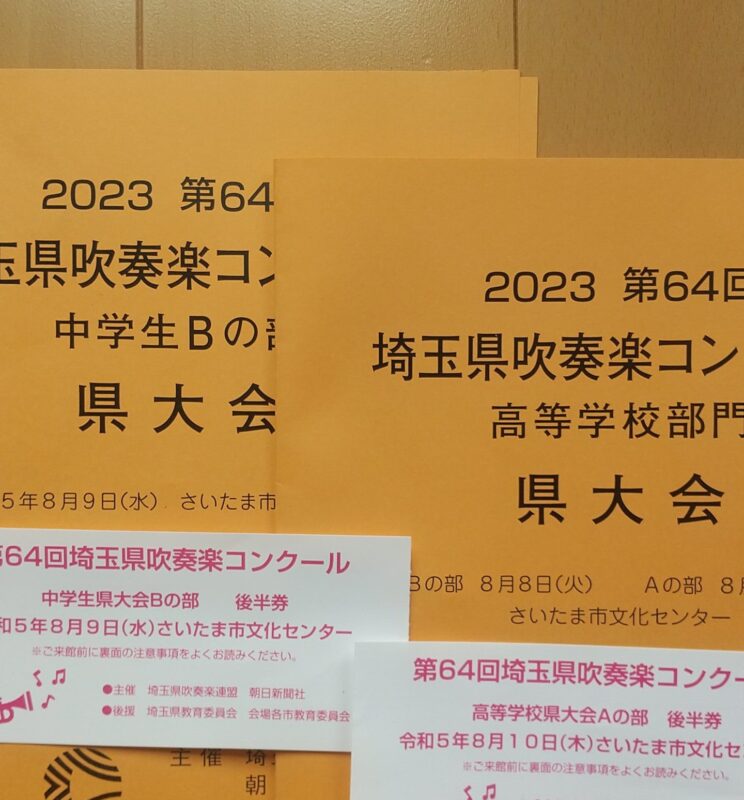 2023 第64
玉県吹奏楽コン
中学生Bの部
県大会
5年8月9日(水) さいたま市
2023 第64回
埼玉県吹奏楽コン
高等学校部門
県大会
Bの部 8月8日(火) Aの部 8月
さいたま市文化センター
第64回埼玉県吹奏楽コンクール
中学生県大会Bの部 後半券
和5年8月9日(水)さいたま市文化センター
※ご来館前に裏面の注意事項をよくお読みください。
●主催 埼玉県吹奏楽連盟 朝日新聞社
●後援 埼玉県教育委員会 会場各市教育委員会
主催 埼
朝
第64回埼玉県吹奏楽コンクー
高等学校県大会Aの部 後半券
令和5年8月10日(木)さいたま市文化セ
※ご来館前に裏面の注意事項をよくお読みください